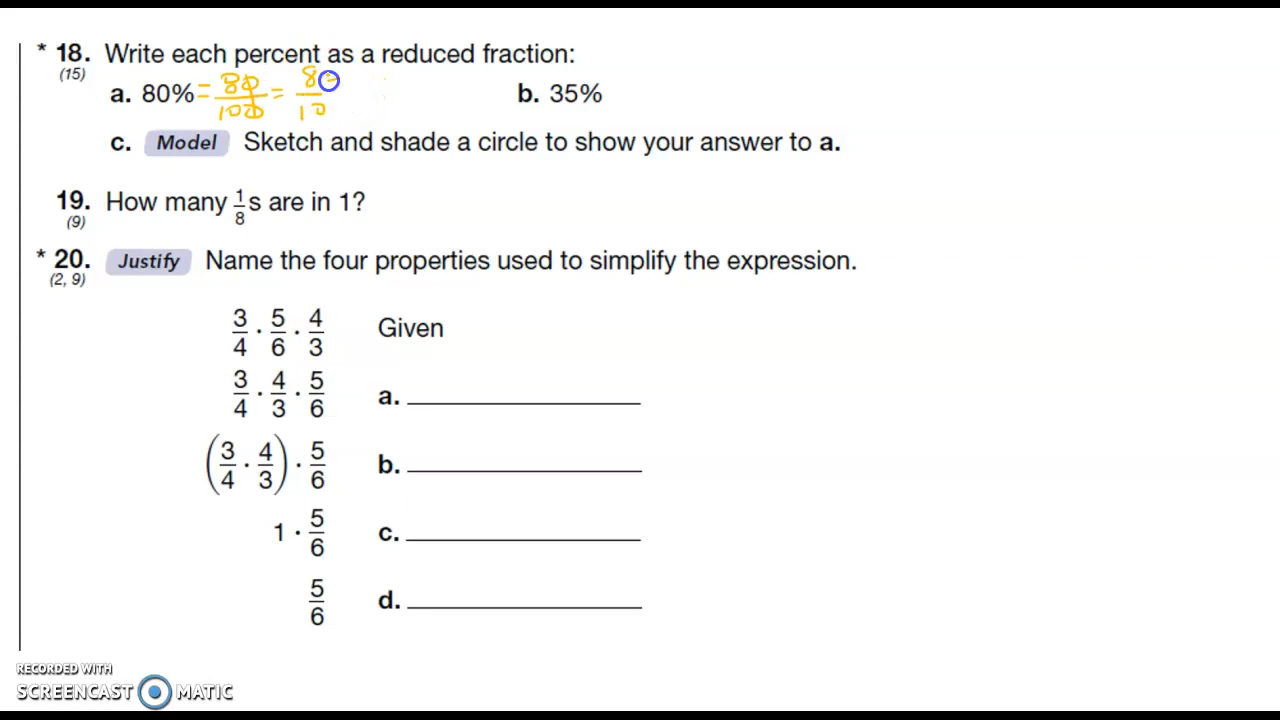 * 18. Write each percent as a reduced fraction:
(15)
a. 80% = 80/100 = 8/10 b. 35%
c. Model Sketch and shade a circle to show your answer to a.
19. How many 1/8 s are in 1?
(9)
* 20. Justify Name the four properties used to simplify the expression.
(2, 9)
3/4 · 5/6 · 4/3 Given
3/4 · 4/3 · 5/6 a.
(3/4 · 4/3) · 5/6 b.
1 · 5/6 c.
5/6 d.
RECORDED WITH
SCREENCAST MATIC